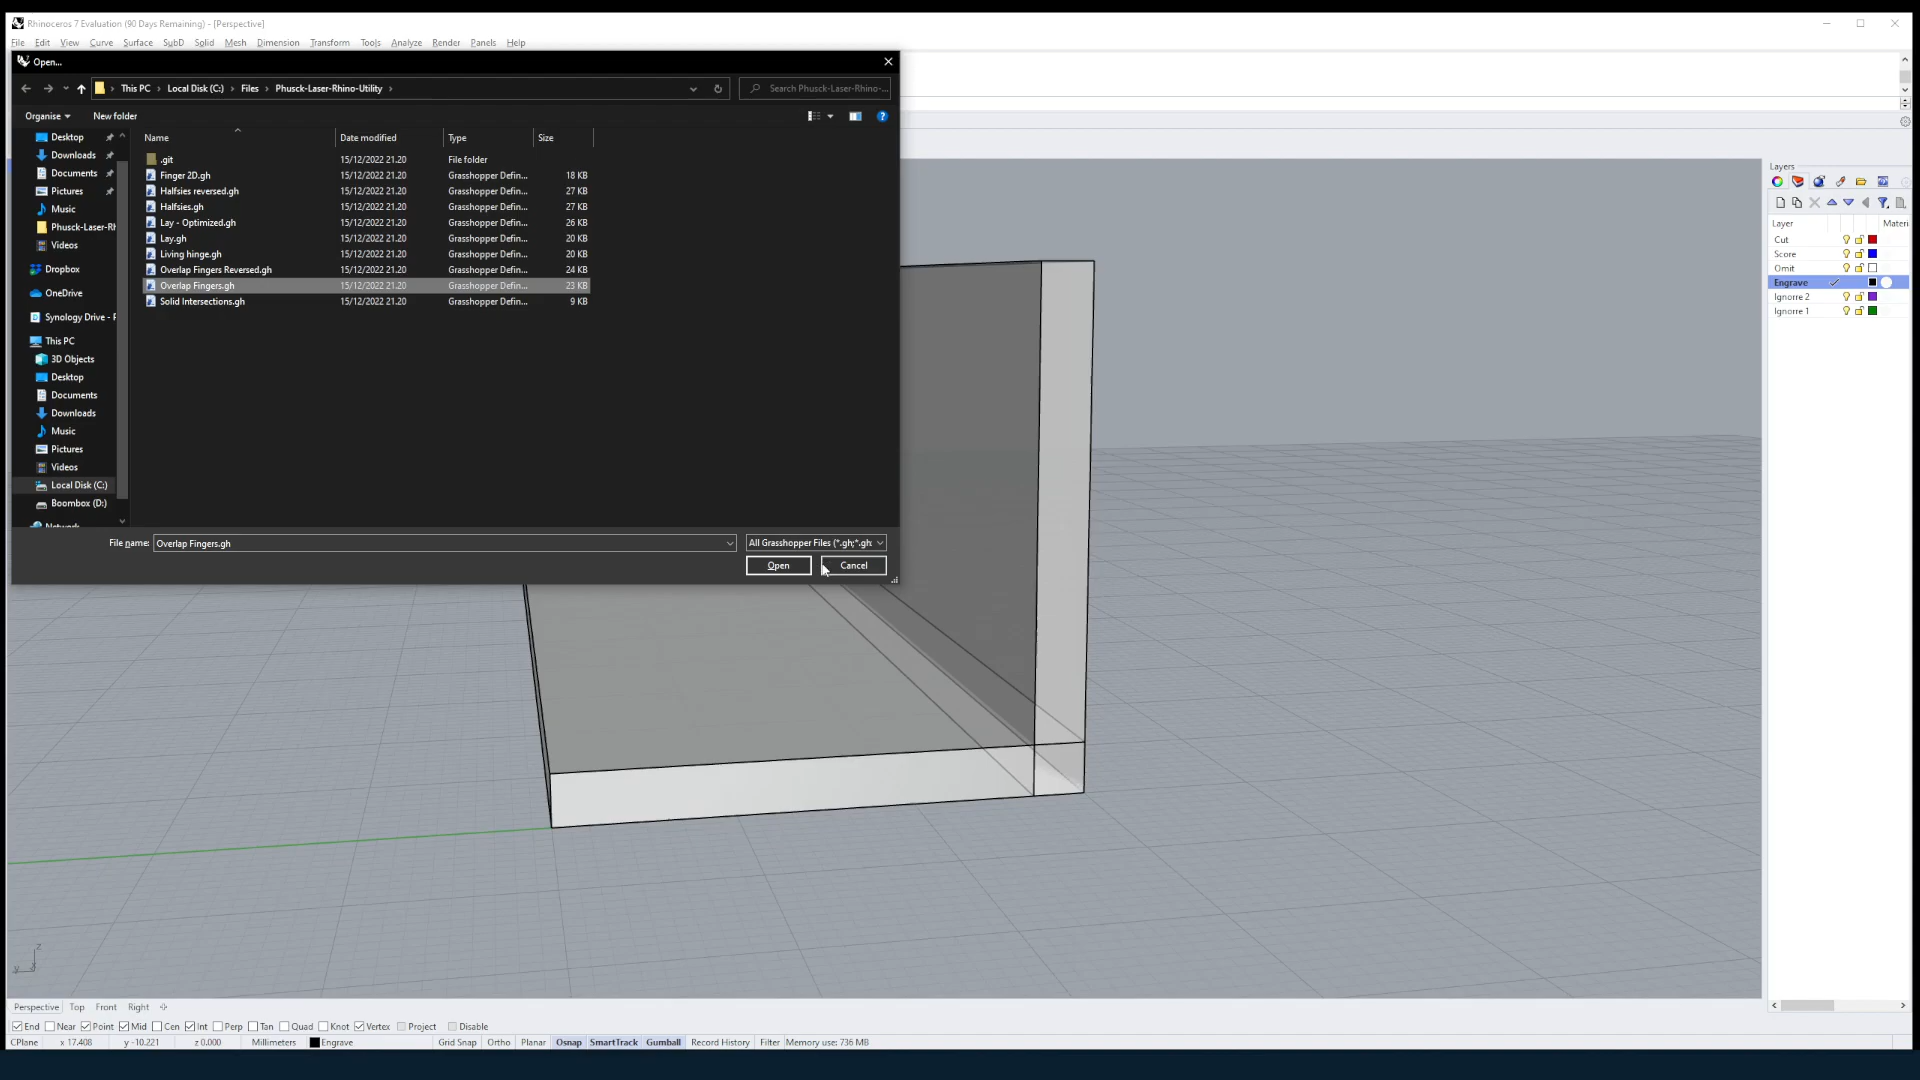 Rhinoceros 7 Evaluation (90 Days Remaining) - [Perspective]
File Edit View Curve Surface SubD Solid Mesh Dimension Transform Tools Analyze Render Panels Help
Open...
This PC > Local Disk (C:) > Files > Phusck-Laser-Rhino-Utility >
Search Phusck-Laser-Rhino-...
Organise
New folder
Name Date modified Type Size
.git 15/12/2022 21.20 File folder
Finger 2D.gh 15/12/2022 21.20 Grasshopper Defin... 18 KB
Halfsies reversed.gh 15/12/2022 21.20 Grasshopper Defin... 27 KB
Halfsies.gh 15/12/2022 21.20 Grasshopper Defin... 27 KB
Lay - Optimized.gh 15/12/2022 21.20 Grasshopper Defin... 26 KB
Lay.gh 15/12/2022 21.20 Grasshopper Defin... 20 KB
Living hinge.gh 15/12/2022 21.20 Grasshopper Defin... 20 KB
Overlap Fingers Reversed.gh 15/12/2022 21.20 Grasshopper Defin... 24 KB
Overlap Fingers.gh 15/12/2022 21.20 Grasshopper Defin... 23 KB
Solid Intersections.gh 15/12/2022 21.20 Grasshopper Defin... 9 KB
Desktop
Downloads
Documents
Pictures
Music
Phusck-Laser-Rh
Videos
Dropbox
OneDrive
Synology Drive - P
This PC
3D Objects
Desktop
Documents
Downloads
Music
Pictures
Videos
Local Disk (C:)
Boombox (D:)
Network
File name: Overlap Fingers.gh
All Grasshopper Files (*.gh;*.gh
Open
Cancel
Layers
Layer Materi
Cut
Score
Omit
Engrave
Ignorre 2
Ignorre 1
z
y x
Perspective Top Front Right
End Near Point Mid Cen Int Perp Tan Quad Knot Vertex Project Disable
CPlane x 17.408 y -10.221 z 0.000 Millimeters Engrave Grid Snap Ortho Planar Osnap SmartTrack Gumball Record History Filter Memory use: 736 MB